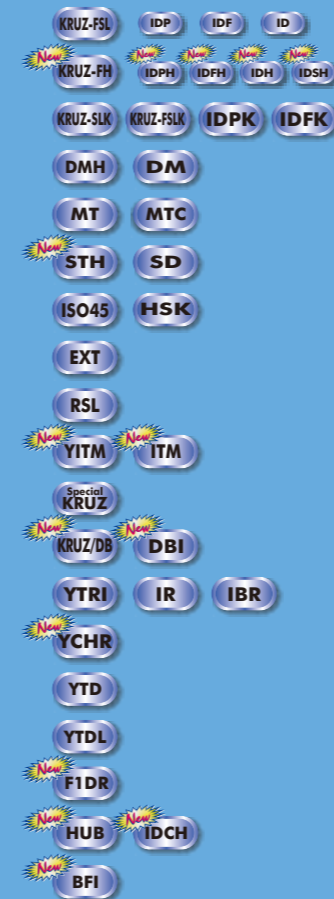 KRUZ-FSL IDP IDF ID
New KRUZ-FH New IDPH New IDFH New IDH New IDSH
KRUZ-SLK KRUZ-FSLK IDPK IDFK
DMH DM
MT MTC
New STH SD
ISO45 HSK
EXT
RSL
New YITM New ITM
Special KRUZ
New KRUZ/DB New DBI
YTRI IR IBR
New YCHR
YTD
YTDL
New F1DR
New HUB New IDCH
New BFI